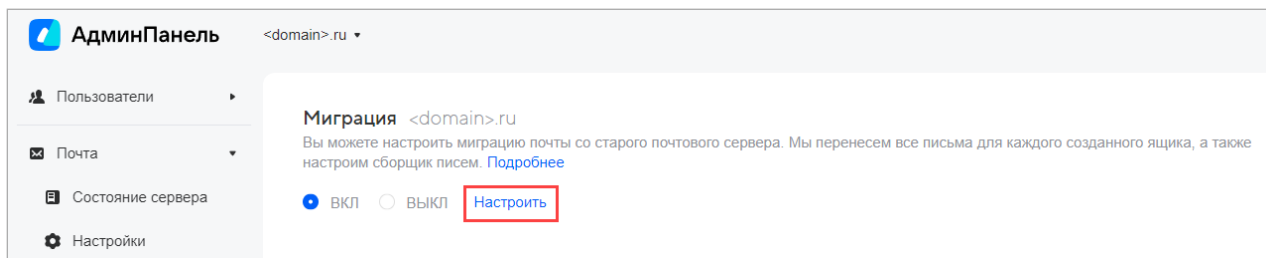 АдминПанель
<domain>.ru
Пользователи
Почта
Состояние сервера
Настройки
Миграция <domain>.ru
Вы можете настроить миграцию почты со старого почтового сервера. Мы перенесем все письма для каждого созданного ящика, а также
настроим сборщик писем. Подробнее
ВКЛ ВЫКЛ Настроить